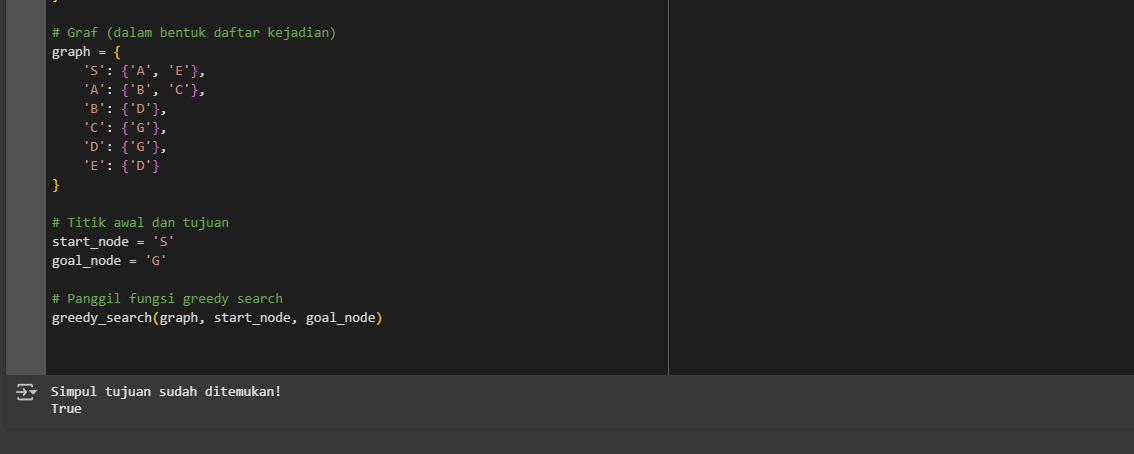 }
# Graf (dalam bentuk daftar kejadian)
graph = {
    'S': {'A', 'E'},
    'A': {'B', 'C'},
    'B': {'D'},
    'C': {'G'},
    'D': {'G'},
    'E': {'D'}
}
# Titik awal dan tujuan
start_node = 'S'
goal_node = 'G'
# Panggil fungsi greedy search
greedy_search(graph, start_node, goal_node)
Simpul tujuan sudah ditemukan!
True